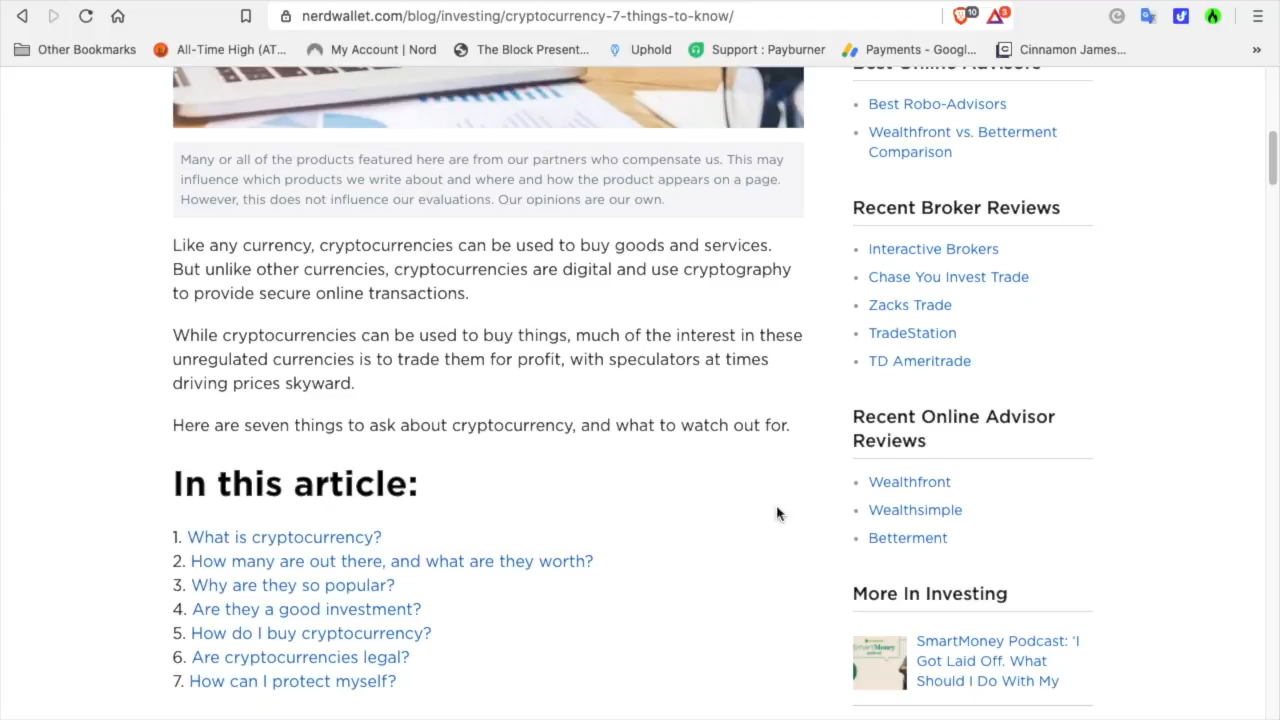 nerdwallet.com/blog/investing/cryptocurrency-7-things-to-know/
10
3
Other Bookmarks
All-Time High (AT...
My Account | Nord
The Block Present...
Uphold
Support : Payburner
Payments - Googl...
Cinnamon James...
»
Many or all of the products featured here are from our partners who compensate us. This may
influence which products we write about and where and how the product appears on a page.
However, this does not influence our evaluations. Our opinions are our own.
Like any currency, cryptocurrencies can be used to buy goods and services.
But unlike other currencies, cryptocurrencies are digital and use cryptography
to provide secure online transactions.
While cryptocurrencies can be used to buy things, much of the interest in these
unregulated currencies is to trade them for profit, with speculators at times
driving prices skyward.
Here are seven things to ask about cryptocurrency, and what to watch out for.
In this article:
1. What is cryptocurrency?
2. How many are out there, and what are they worth?
3. Why are they so popular?
4. Are they a good investment?
5. How do I buy cryptocurrency?
6. Are cryptocurrencies legal?
7. How can I protect myself?
Best Online Advisors
Best Robo-Advisors
Wealthfront vs. Betterment
Comparison
Recent Broker Reviews
Interactive Brokers
Chase You Invest Trade
Zacks Trade
TradeStation
TD Ameritrade
Recent Online Advisor
Reviews
Wealthfront
Wealthsimple
Betterment
More In Investing
SmartMoney Podcast: ‘I
Got Laid Off. What
Should I Do With My